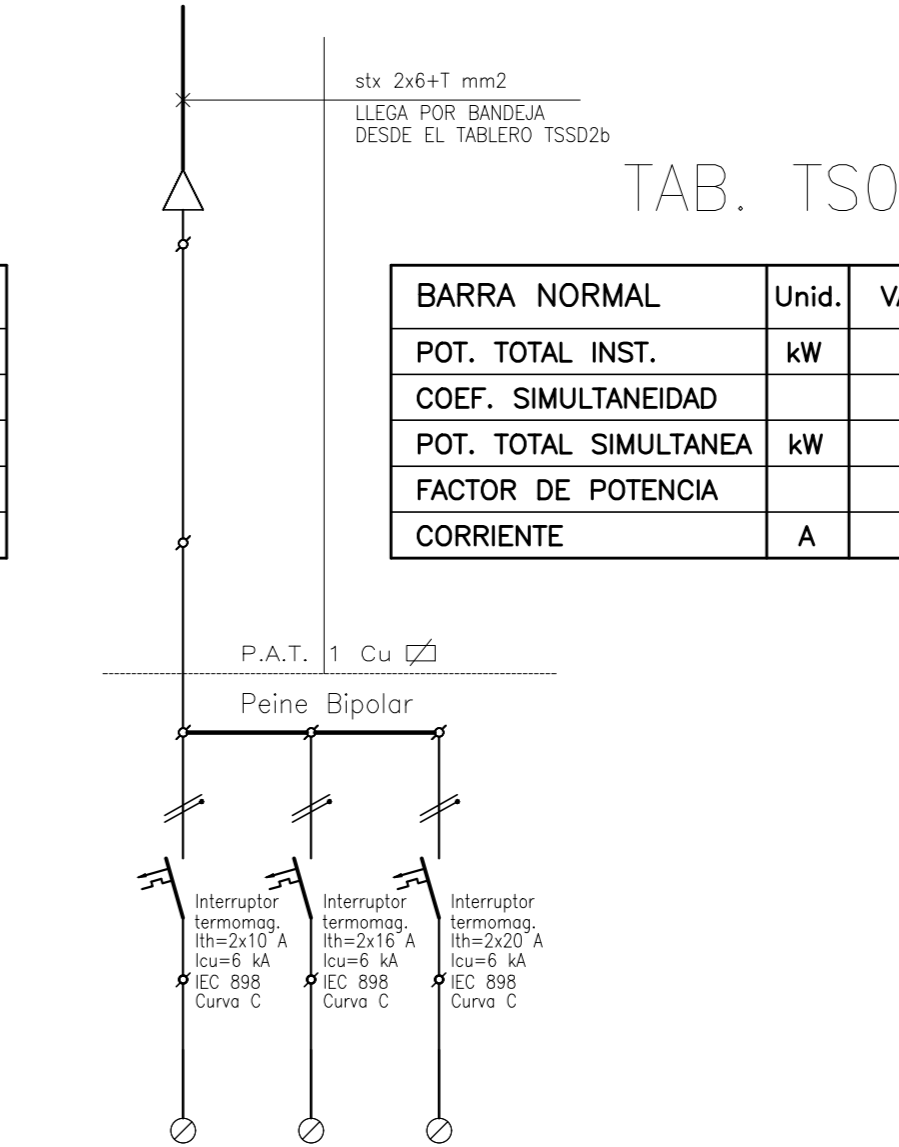 stx 2x6+T mm2
LLEGA POR BANDEJA
DESDE EL TABLERO TSSD2b
TAB. TS0
BARRA NORMAL Unid. VA
POT. TOTAL INST. kW
COEF. SIMULTANEIDAD
POT. TOTAL SIMULTANEA kW
FACTOR DE POTENCIA
CORRIENTE A
P.A.T. 1 Cu
Peine Bipolar
Interruptor
termomag.
Ith=2x10 A
Icu=6 kA
IEC 898
Curva C
Interruptor
termomag.
Ith=2x16 A
Icu=6 kA
IEC 898
Curva C
Interruptor
termomag.
Ith=2x20 A
Icu=6 kA
IEC 898
Curva C